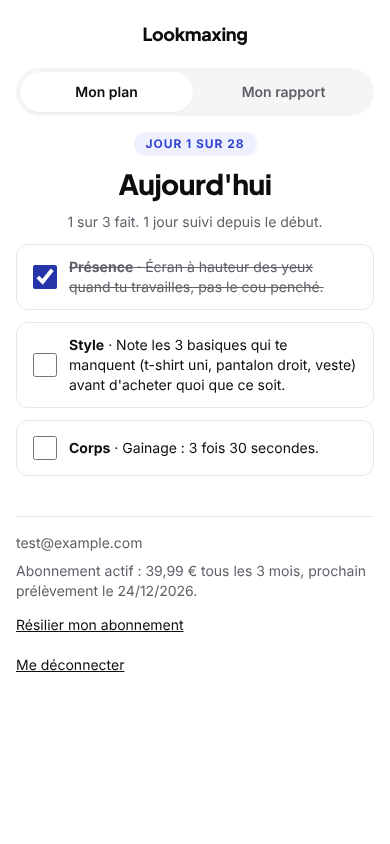 Lookmaxing
Mon plan
Mon rapport
JOUR 1 SUR 28
Aujourd'hui
1 sur 3 fait. 1 jour suivi depuis le début.
Présence · Écran à hauteur des yeux
quand tu travailles, pas le cou penché.
Style · Note les 3 basiques qui te
manquent (t-shirt uni, pantalon droit, veste)
avant d'acheter quoi que ce soit.
Corps · Gainage : 3 fois 30 secondes.
test@example.com
Abonnement actif : 39,99 € tous les 3 mois, prochain
prélèvement le 24/12/2026.
Résilier mon abonnement
Me déconnecter